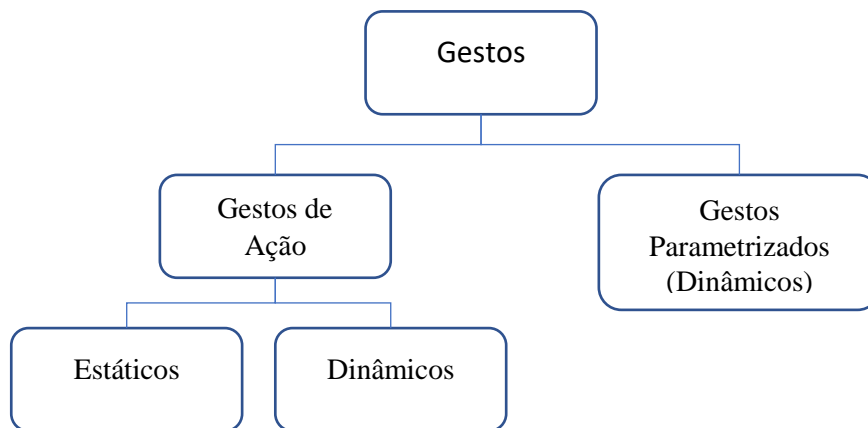 Gestos
Gestos de
Ação
Gestos
Parametrizados
(Dinâmicos)
Estáticos
Dinâmicos